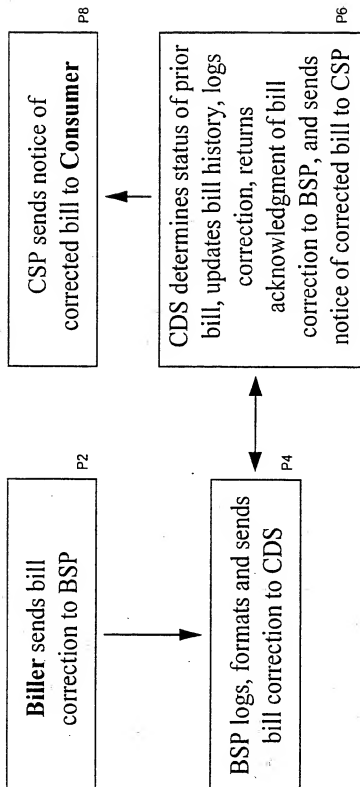 Biller sends bill
correction to BSP
P2
BSP logs, formats and sends
bill correction to CDS
P4
CDS determines status of prior
bill, updates bill history, logs
correction, returns
acknowledgment of bill
correction to BSP, and sends
notice of corrected bill to CSP
P6
CSP sends notice of
corrected bill to Consumer
P8